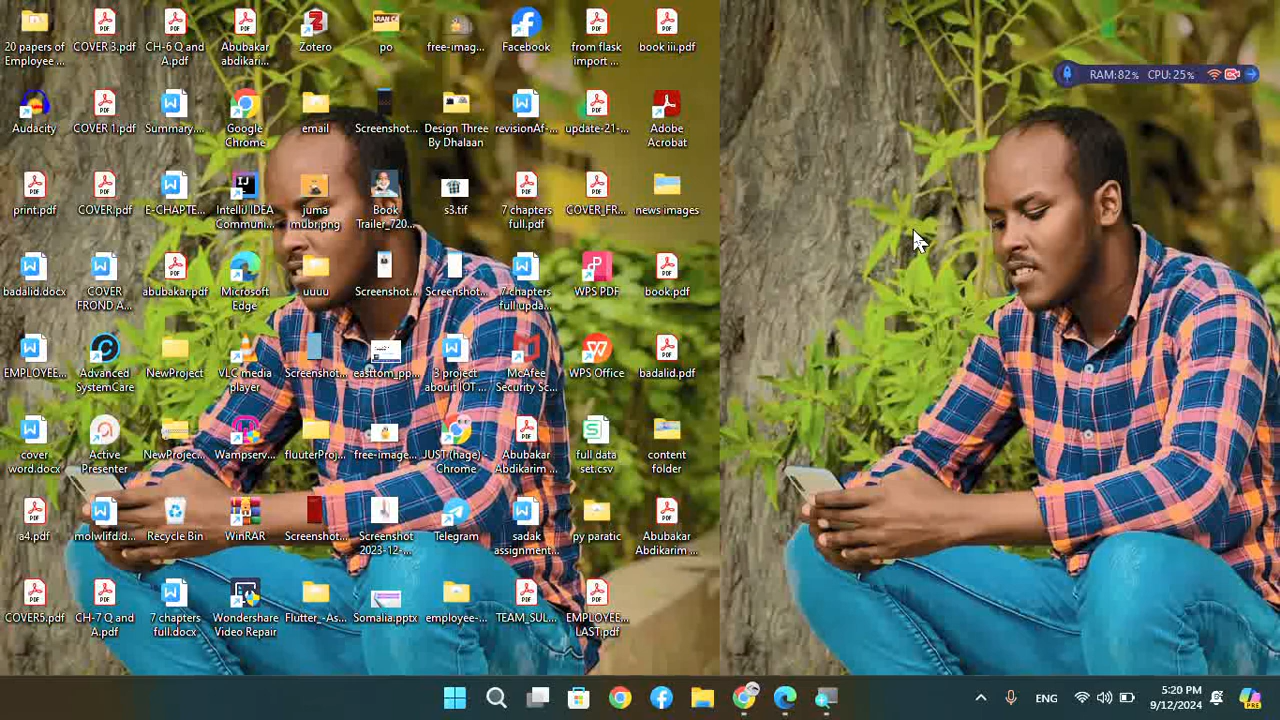 20 papers of
Employee ...
COVER 3.pdf
CH-6 Q and
A.pdf
Abubakar
abdikari...
Zotero
po
free-imag...
Facebook
from flask
import ...
book iii.pdf
RAM:82% CPU:25%
Audacity
COVER 1.pdf
Summary....
Google
Chrome
email
Screenshot...
Design Three
By Dhalaan
revisionAf-...
update-21-...
Adobe
Acrobat
print.pdf
COVER.pdf
E-CHAPTE...
IntelliJ IDEA
Communi...
juma
mubr.png
Book
Trailer_720...
s3.tif
7 chapters
full.pdf
COVER_FR...
news images
badalid.docx
COVER
FROND A...
abubakar.pdf
Microsoft
Edge
uuuu
Screenshot...
Screenshot...
7 chapters
full upda...
WPS PDF
book.pdf
EMPLOYEE...
Advanced
SystemCare
NewProject
VLC media
player
Screenshot...
easttom_pp...
3 project
abouit IOT ...
McAfee
Security Sc...
WPS Office
badalid.pdf
cover
word.docx
Active
Presenter
NewProjec...
Wampserv...
fluuterProj...
free-image...
JUST (hage) -
Chrome
Abubakar
Abdikarim ...
full data
set.csv
content
folder
a4.pdf
molwlifd.d...
Recycle Bin
WinRAR
Screenshot...
Screenshot
2023-12-...
Telegram
sadak
assignment...
py paratic
Abubakar
Abdikarim ...
COVER5.pdf
CH-7 Q and
A.pdf
7 chapters
full.docx
Wondershare
Video Repair
Flutter_-As...
Somalia.pptx
employee-...
TEAM_SUL...
EMPLOYEE...
LAST.pdf
ENG
5:20 PM
9/12/2024
PRE